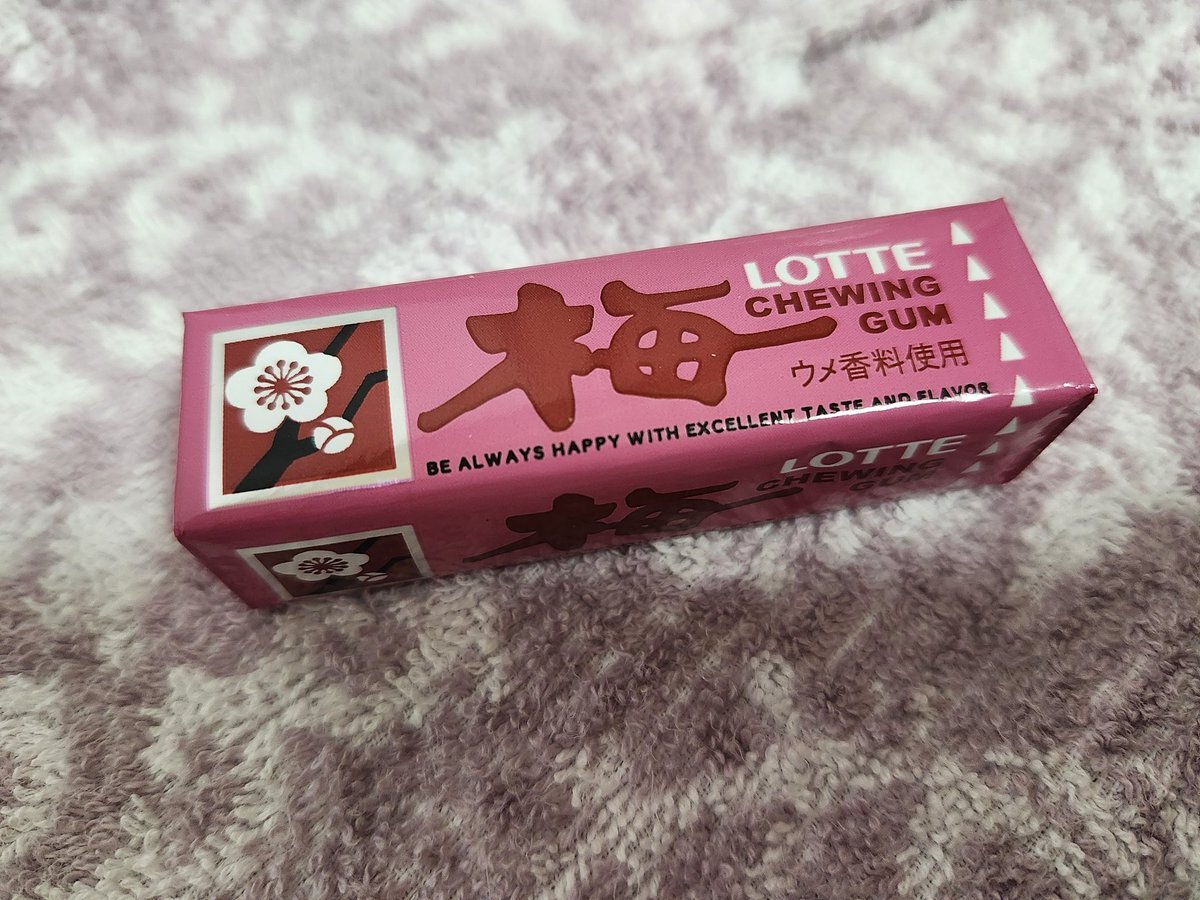 梅
LOTTE
CHEWING
GUM
ウメ香料使用
BE ALWAYS HAPPY WITH EXCELLENT TASTE AND FLAVOR
梅
LOTTE
CHEWING
GUM